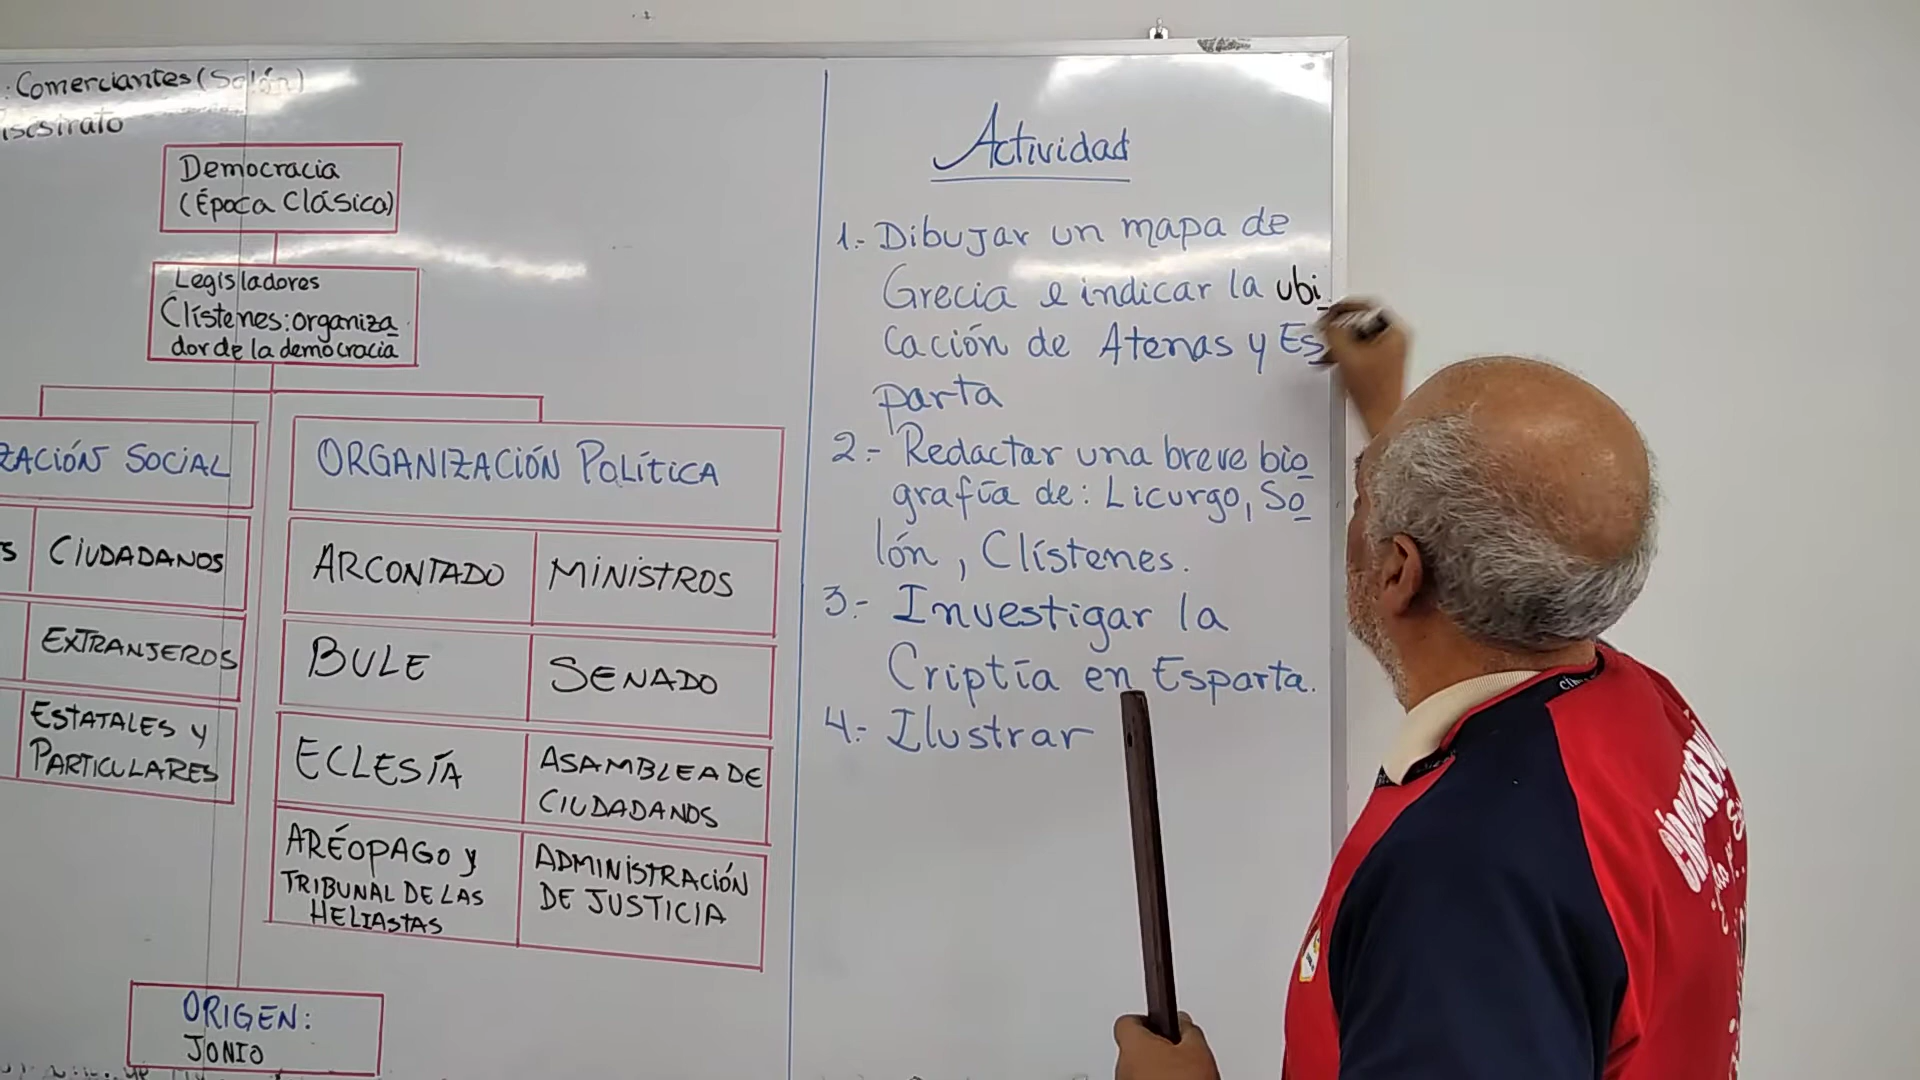 : Comerciantes (Solón)
Democracia
(Época Clásica)
Legisladores
Clístenes: organiza
dor de la democracia
ZACIÓN SOCIAL
CIUDADANOS
EXTRANJEROS
ESTATALES y
PARTICULARES
ORGANIZACIÓN POLÍTICA
ARCONTADO
MINISTROS
BULE
SENADO
ECLESÍA
ASAMBLEA DE
CIUDADANOS
ARÉOPAGO y
TRIBUNAL DE LAS
HELIASTAS
ADMINISTRACIÓN
DE JUSTICIA
ORIGEN:
JONIO
Actividad
1.- Dibujar un mapa de
Grecia e indicar la ubi
cación de Atenas y Es
parta
2.- Redactar una breve bio
grafía de: Licurgo, So
lón, Clístenes.
3.- Investigar la
Criptía en Esparta.
4.- Ilustrar